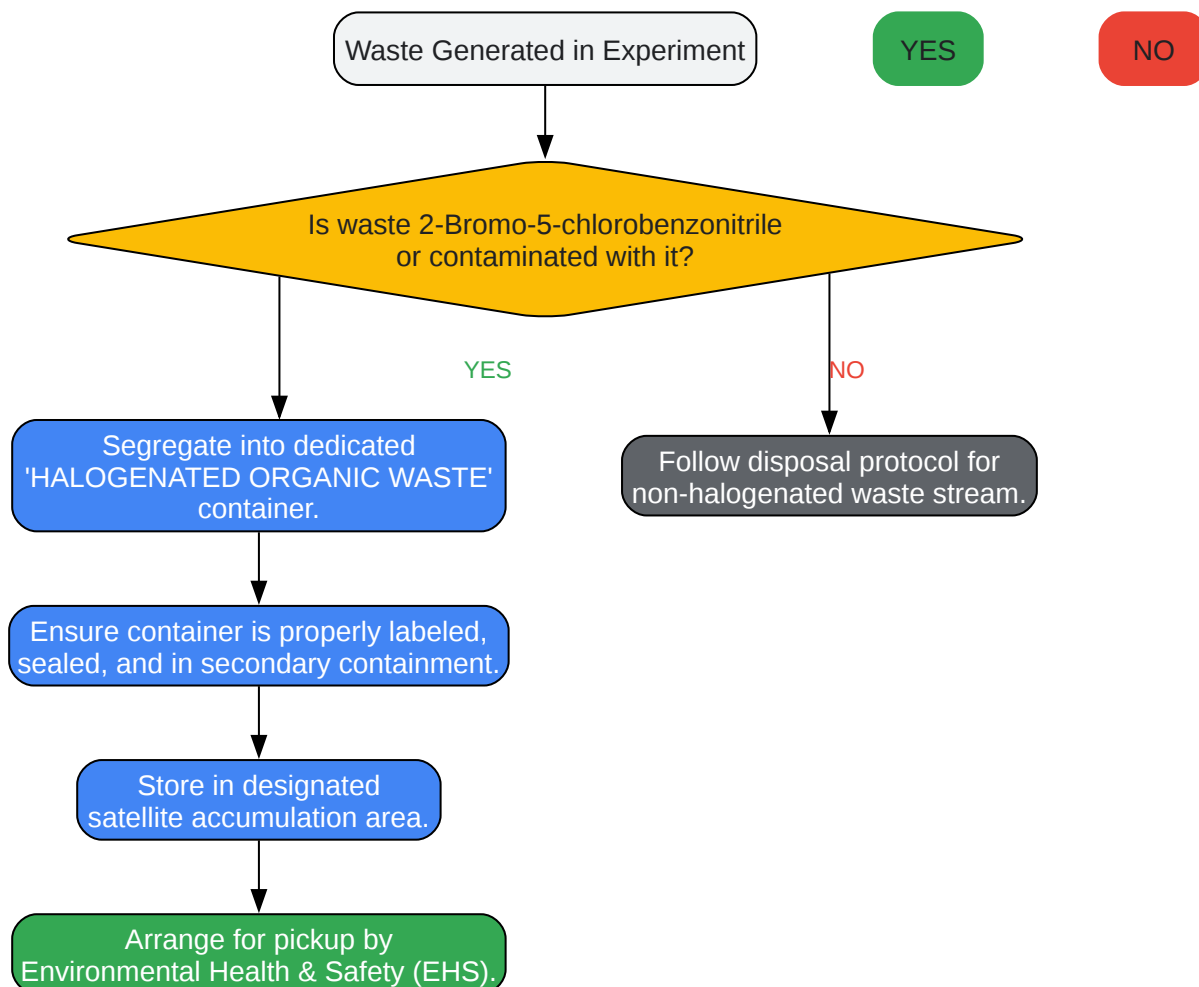 Waste Generated in Experiment
YES
NO
Is waste 2-Bromo-5-chlorobenzonitrile
or contaminated with it?
YES
NO
Segregate into dedicated
'HALOGENATED ORGANIC WASTE'
container.
Follow disposal protocol for
non-halogenated waste stream.
Ensure container is properly labeled,
sealed, and in secondary containment.
Store in designated
satellite accumulation area.
Arrange for pickup by
Environmental Health & Safety (EHS).